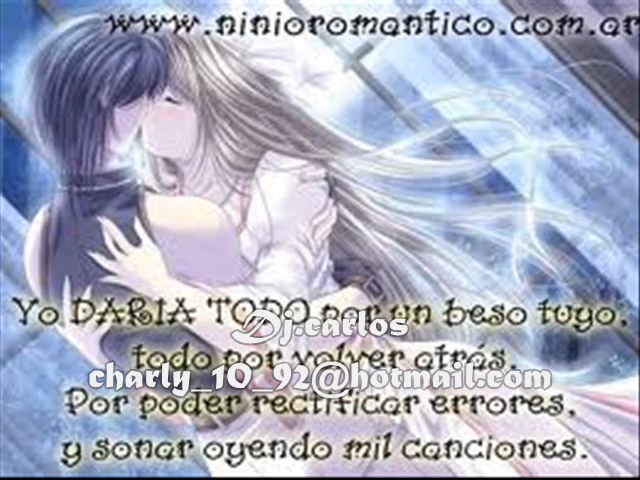 www.ninioromantico.com.ar
Yo DARIA TODO por un beso tuyo,
Dj.carlos
todo por volver atrás.
charly_10_92@hotmail.com
Por poder rectificar errores,
y sonar oyendo mil canciones.